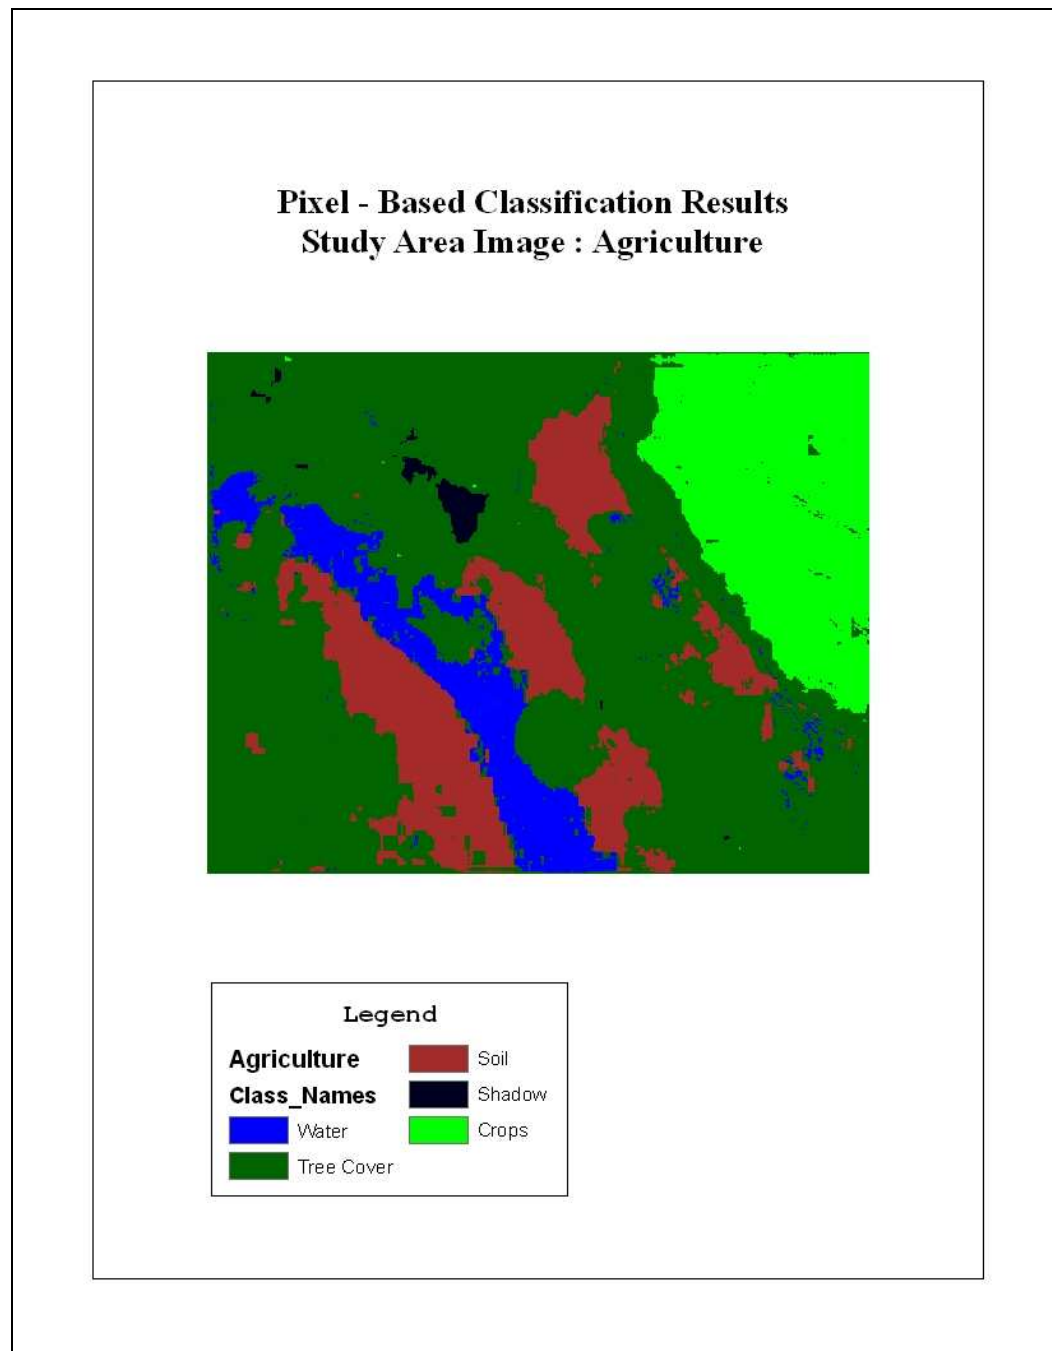 Pixel - Based Classification Results
Study Area Image : Agriculture
Legend
Agriculture
Class_Names
Water
Tree Cover
Soil
Shadow
Crops